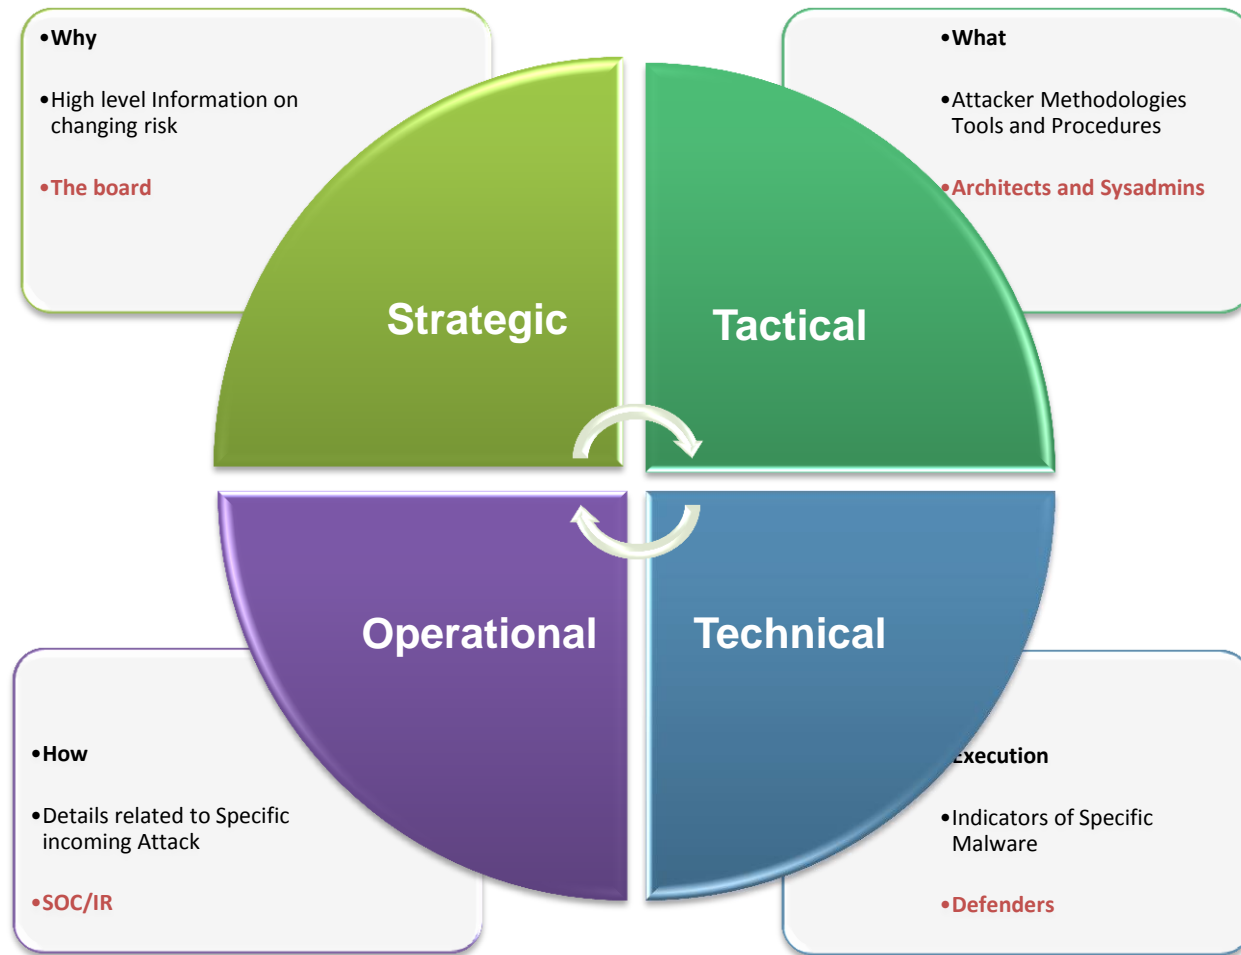 •Why
•High level Information on
changing risk
•The board
•What
•Attacker Methodologies
Tools and Procedures
•Architects and Sysadmins
Strategic
Tactical
Operational
Technical
•How
•Details related to Specific
incoming Attack
•SOC/IR
Execution
•Indicators of Specific
Malware
•Defenders